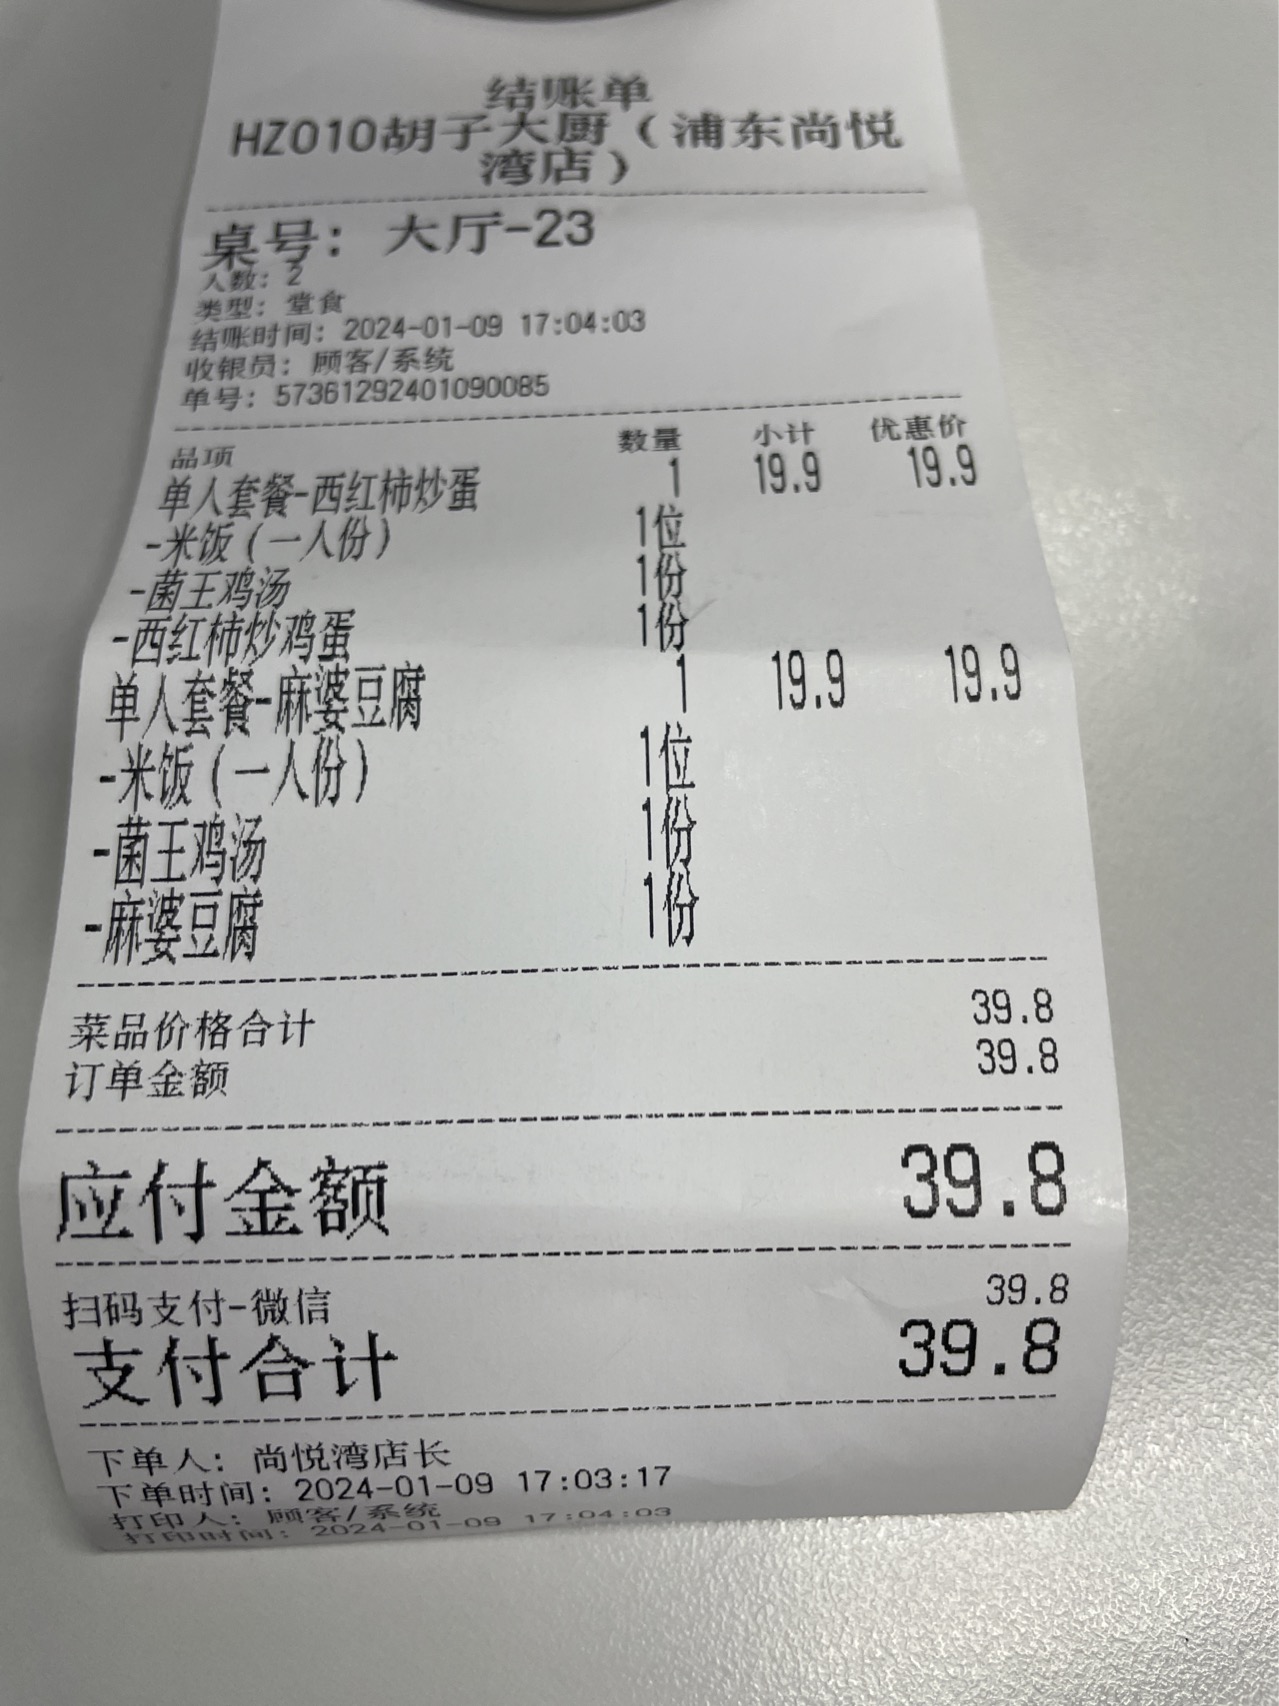 结账单
HZ010胡子大厨（浦东尚悦
湾店）
桌号: 大厅-23
人数: 2
类型: 堂食
结账时间: 2024-01-09 17:04:03
收银员: 顾客/系统
单号: 573612924010900085
品项 数量 小计 优惠价
单人套餐-西红柿炒蛋 1 19.9 19.9
-米饭（一人份） 1位
-菌王鸡汤 1份
-西红柿炒鸡蛋 1份
单人套餐-麻婆豆腐 1 19.9 19.9
-米饭（一人份） 1位
-菌王鸡汤 1份
-麻婆豆腐 1份
菜品价格合计 39.8
订单金额 39.8
应付金额 39.8
扫码支付-微信 39.8
支付合计 39.8
下单人: 尚悦湾店长
下单时间: 2024-01-09 17:03:17
打印人: 顾客/系统
打印时间: 2024-01-09 17:04:03